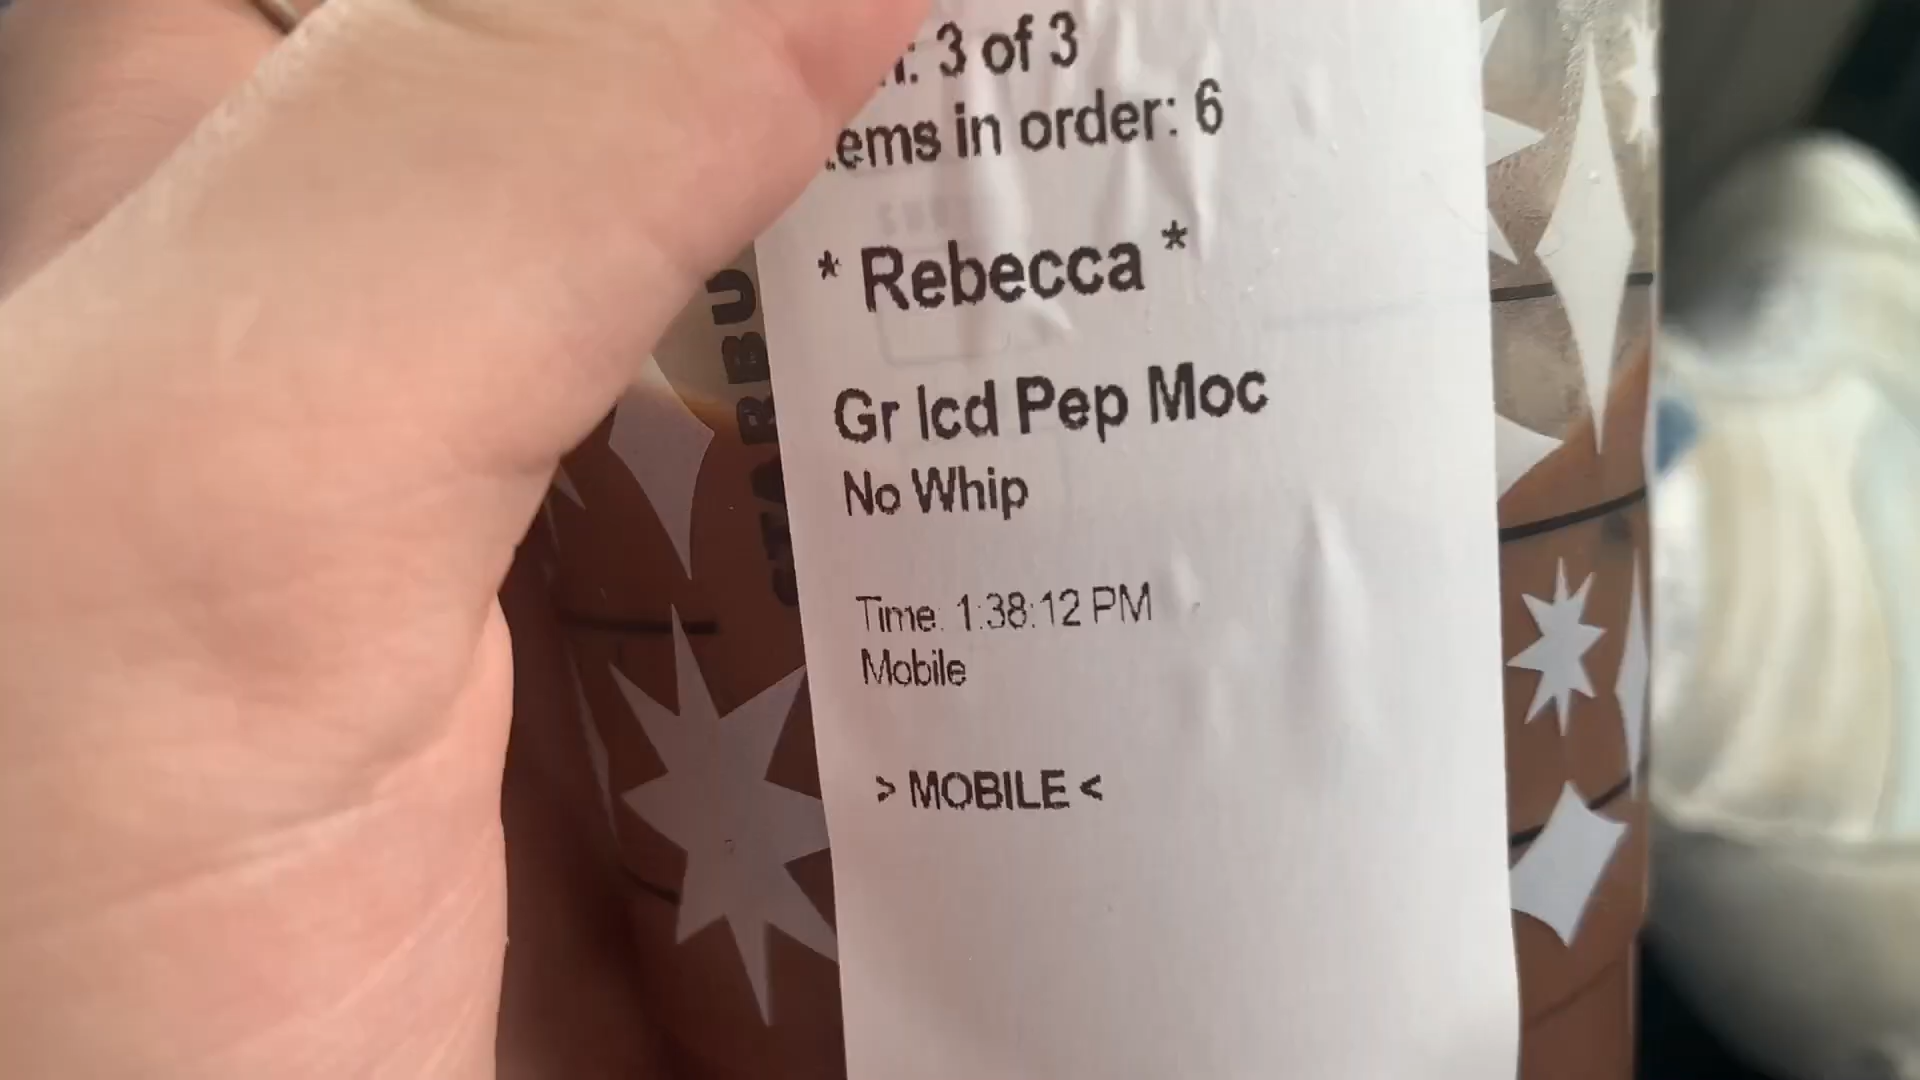 : 3 of 3
ems in order: 6
* Rebecca *
Gr Icd Pep Moc
No Whip
Time: 1:38:12 PM
Mobile
> MOBILE <
STARBU